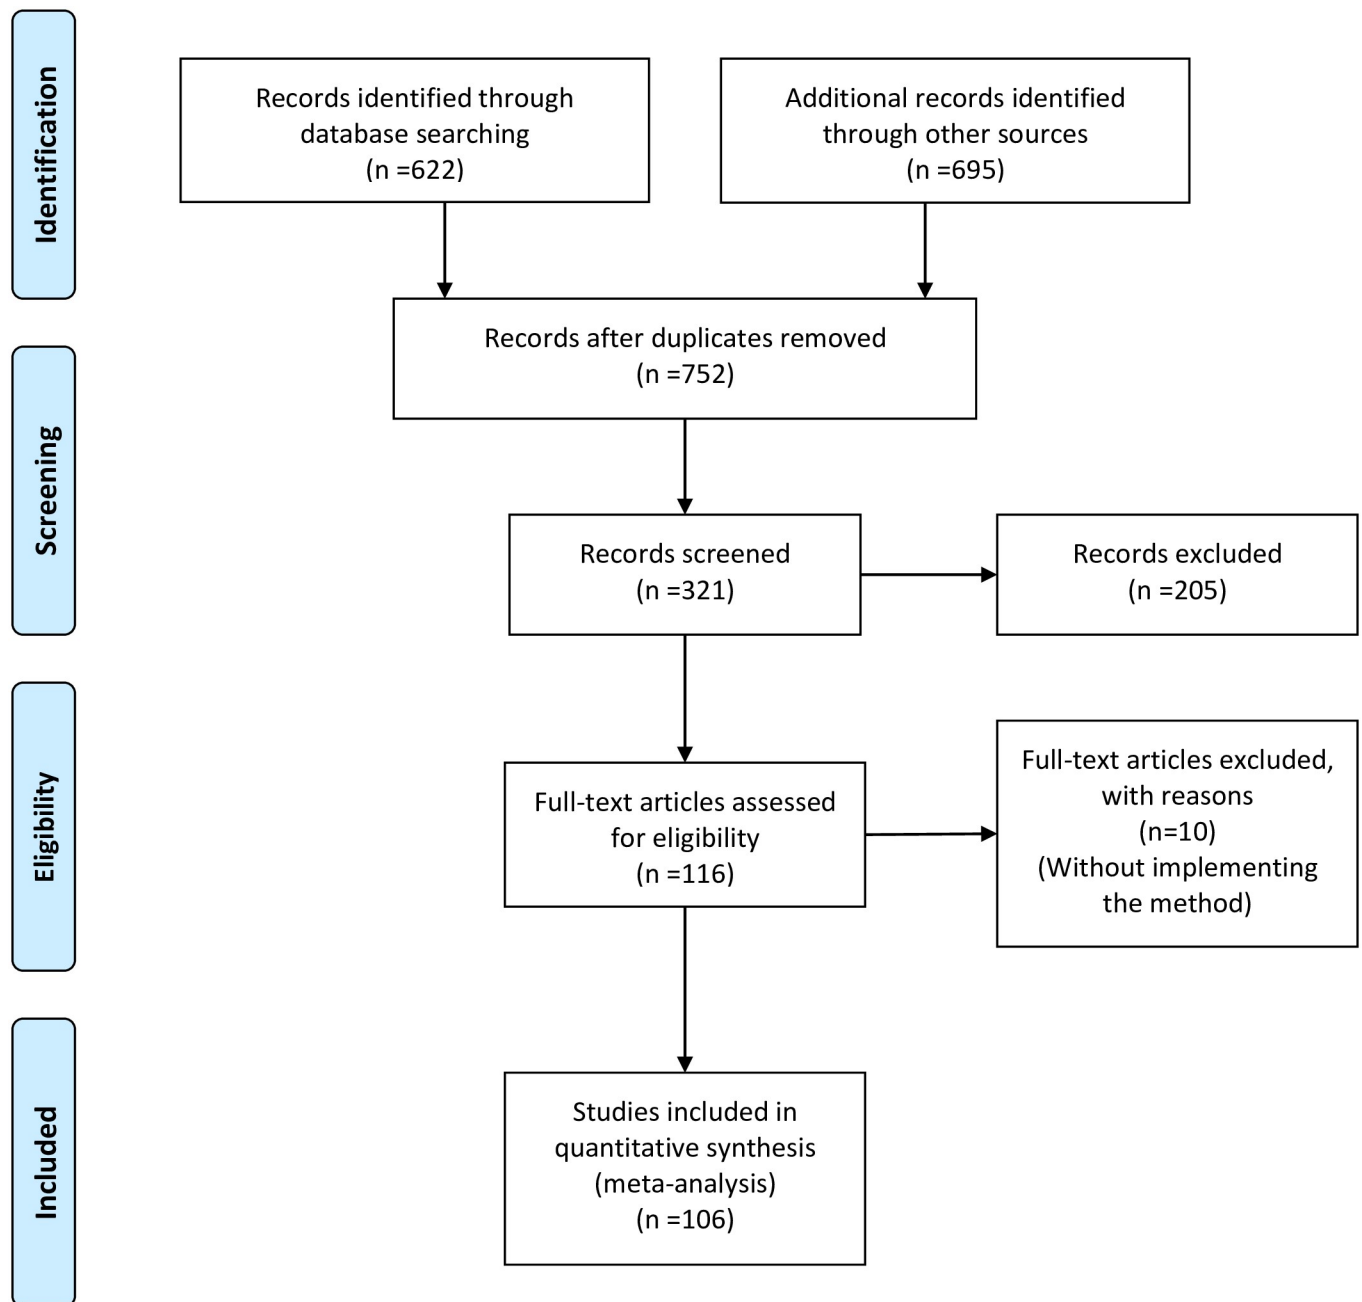 Identification
Records identified through
database searching
(n =622)
Additional records identified
through other sources
(n =695)
Records after duplicates removed
(n =752)
Screening
Records screened
(n =321)
Records excluded
(n =205)
Eligibility
Full-text articles assessed
for eligibility
(n =116)
Full-text articles excluded,
with reasons
(n=10)
(Without implementing
the method)
Included
Studies included in
quantitative synthesis
(meta-analysis)
(n =106)